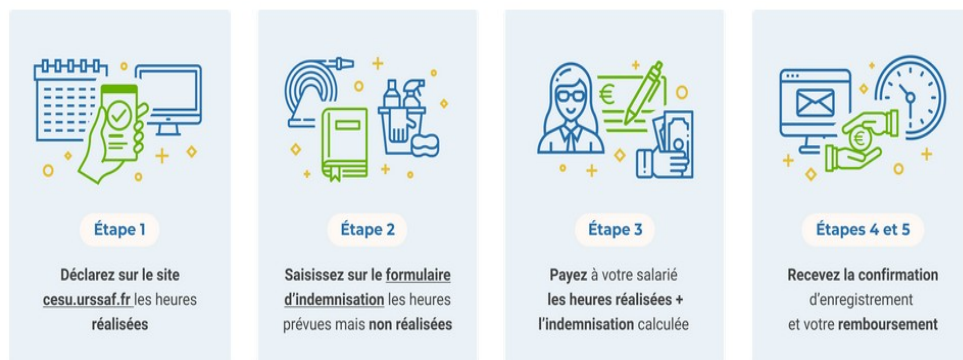 Étape 1
Déclarez sur le site
cesu.urssaf.fr les heures
réalisées
Étape 2
Saisissez sur le formulaire
d'indemnisation les heures
prévues mais non réalisées
€
Étape 3
Payez à votre salarié
les heures réalisées +
l'indemnisation calculée
€
Étapes 4 et 5
Recevez la confirmation
d'enregistrement
et votre remboursement